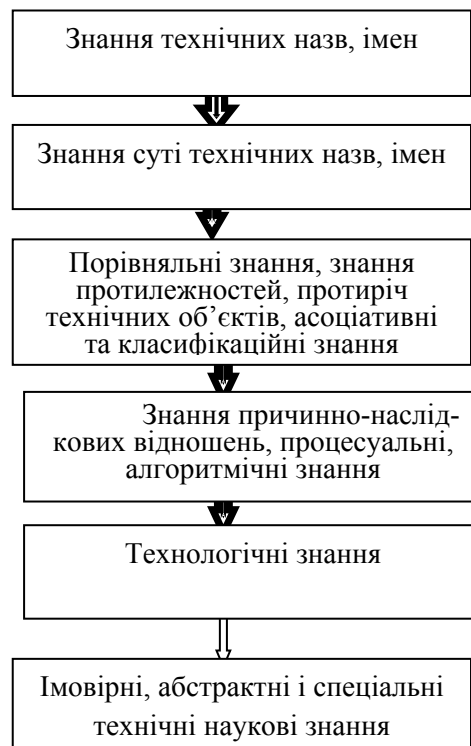 Знання технічних назв, імен
Знання суті технічних назв, імен
Порівняльні знання, знання
протилежностей, протиріч
технічних об’єктів, асоціативні
та класифікаційні знання
Знання причинно-наслід-
кових відношень, процесуальні,
алгоритмічні знання
Технологічні знання
Імовірні, абстрактні і спеціальні
технічні наукові знання